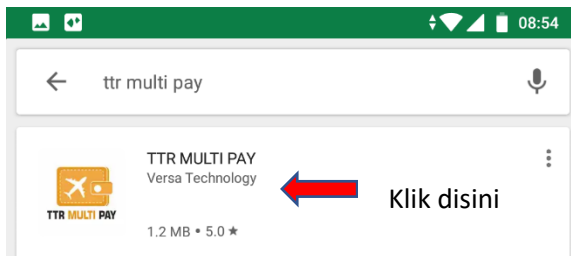 08:54
ttr multi pay
TTR MULTI PAY
Versa Technology
Klik disini
TTR MULTI PAY
1.2 MB • 5.0 ★